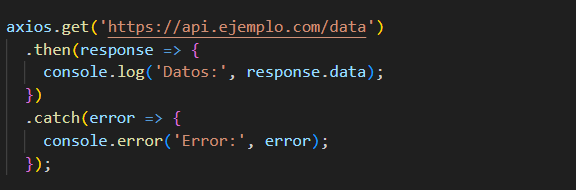 axios.get('https://api.ejemplo.com/data')
  .then(response => {
    console.log('Datos:', response.data);
  })
  .catch(error => {
    console.error('Error:', error);
  });